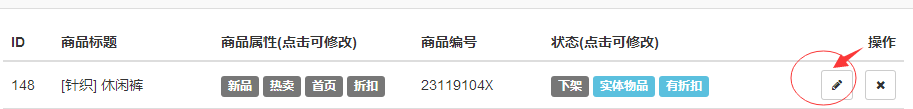 ID 商品标题 商品属性(点击可修改) 商品编号 状态(点击可修改) 操作
148 [针织] 休闲裤 新品 热卖 首页 折扣 23119104X 下架 实体物品 有折扣